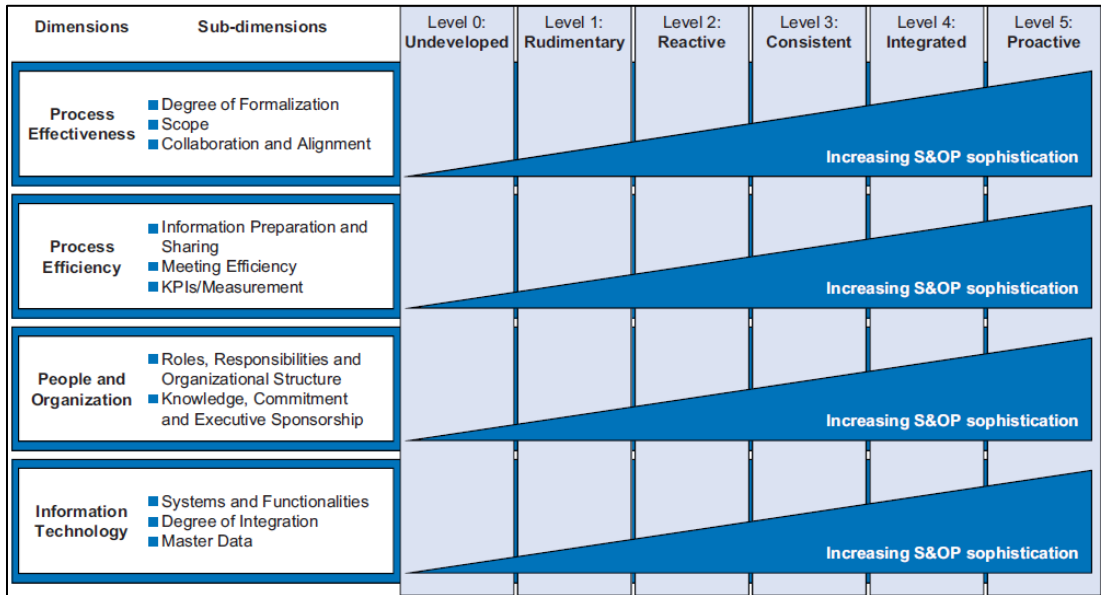 Dimensions
Sub-dimensions
Level 0:
Undeveloped
Level 1:
Rudimentary
Level 2:
Reactive
Level 3:
Consistent
Level 4:
Integrated
Level 5:
Proactive
Process
Effectiveness
Degree of Formalization
Scope
Collaboration and Alignment
Increasing S&OP sophistication
Process
Efficiency
Information Preparation and
Sharing
Meeting Efficiency
KPIs/Measurement
Increasing S&OP sophistication
People and
Organization
Roles, Responsibilities and
Organizational Structure
Knowledge, Commitment
and Executive Sponsorship
Increasing S&OP sophistication
Information
Technology
Systems and Functionalities
Degree of Integration
Master Data
Increasing S&OP sophistication